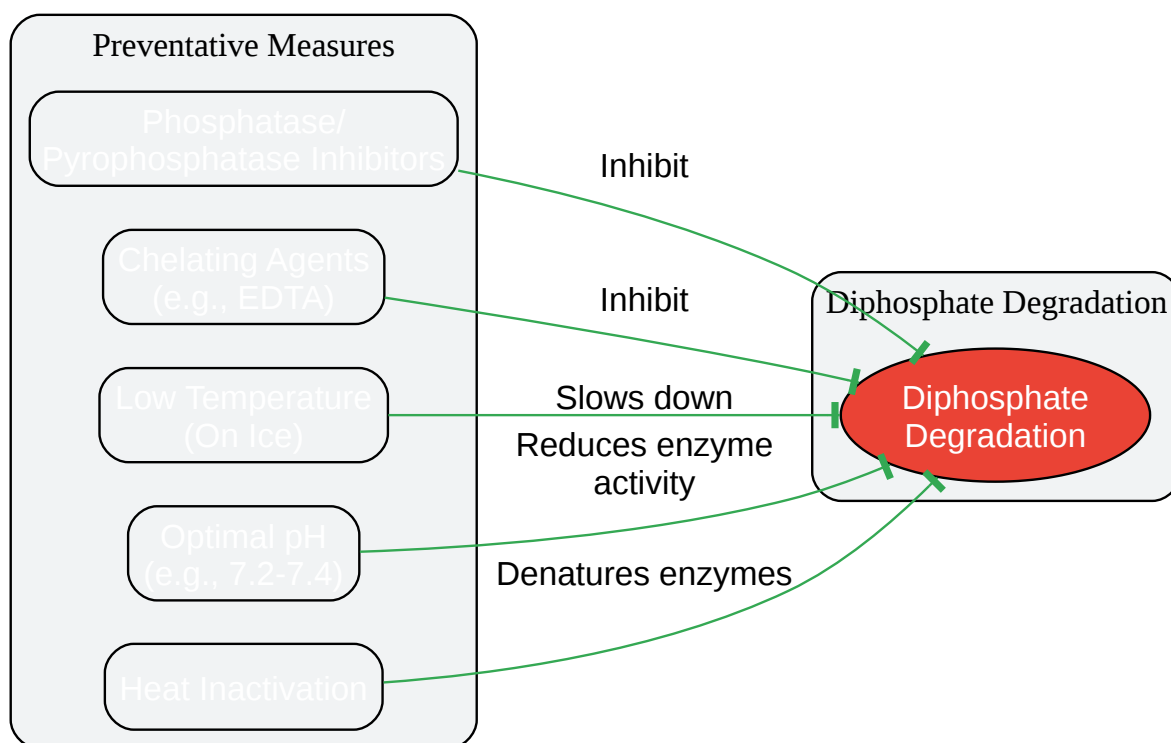 Preventative Measures
Phosphatase/
Pyrophosphatase Inhibitors
Chelating Agents
(e.g., EDTA)
Low Temperature
(On Ice)
Optimal pH
(e.g., 7.2-7.4)
Heat Inactivation
Inhibit
Inhibit
Slows down
Reduces enzyme
activity
Denatures enzymes
Diphosphate Degradation
Diphosphate
Degradation